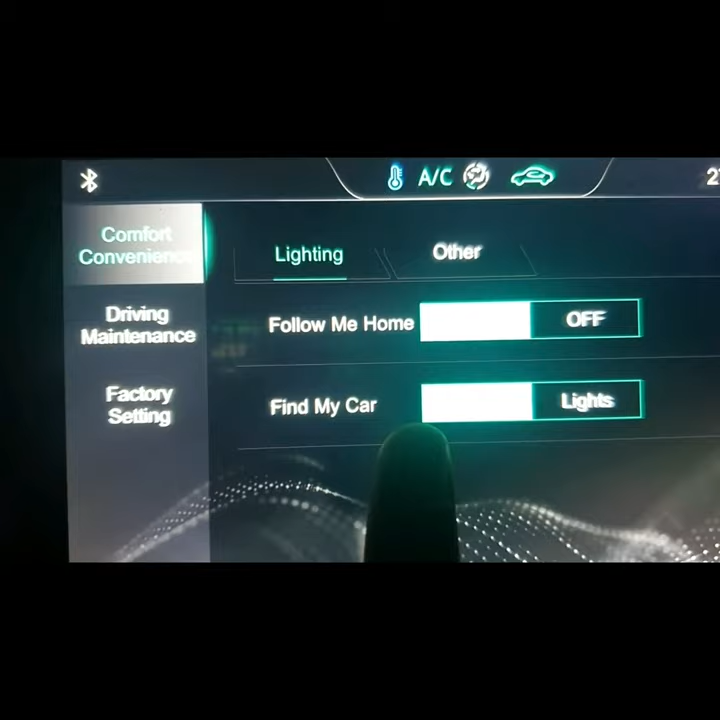 A/C
Comfort
Convenience
Driving
Maintenance
Factory
Setting
Lighting
Other
Follow Me Home
OFF
Find My Car
Lights